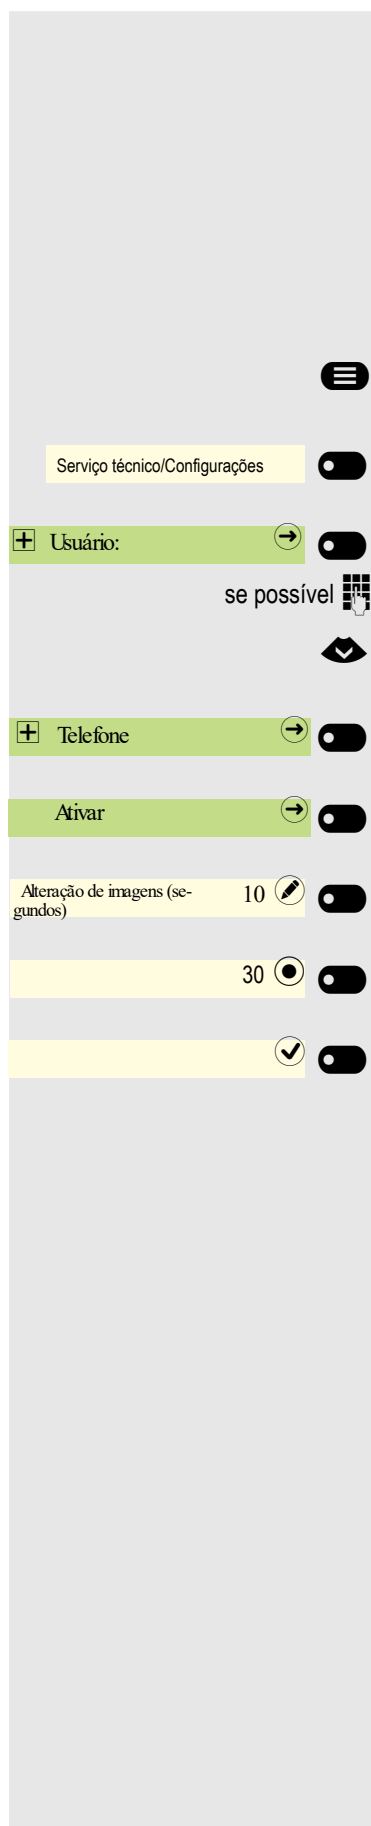 Serviço técnico/Configurações
Usuário:
se possível
Telefone
Ativar
Alteração de imagens (se-
gundos) 10
30